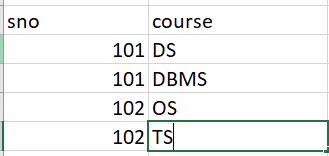 sno course
101 DS
101 DBMS
102 OS
102 TS